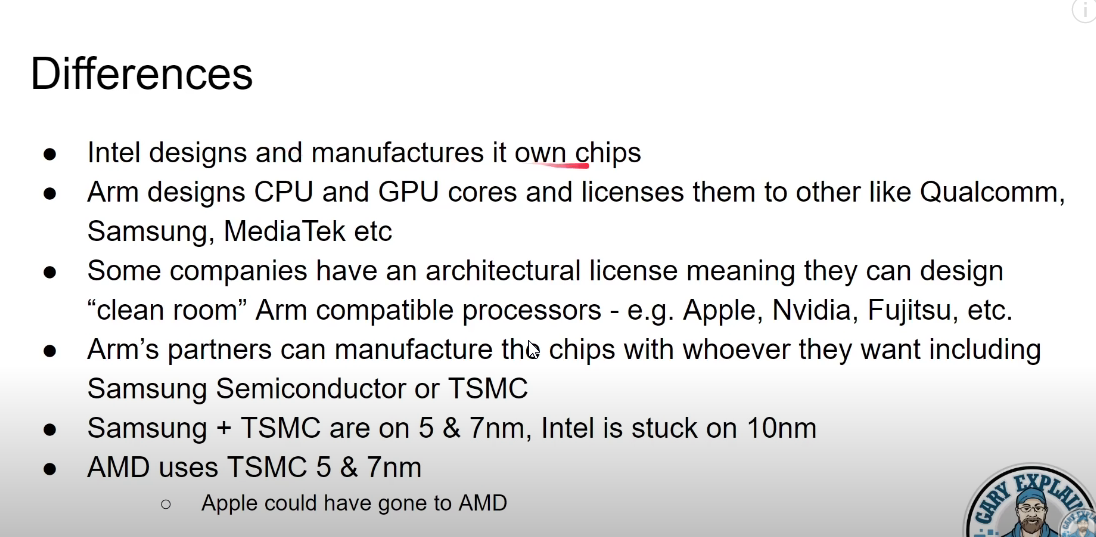 Differences
● Intel designs and manufactures it own chips
● Arm designs CPU and GPU cores and licenses them to other like Qualcomm,
Samsung, MediaTek etc
● Some companies have an architectural license meaning they can design
“clean room” Arm compatible processors - e.g. Apple, Nvidia, Fujitsu, etc.
● Arm’s partners can manufacture the chips with whoever they want including
Samsung Semiconductor or TSMC
● Samsung + TSMC are on 5 & 7nm, Intel is stuck on 10nm
● AMD uses TSMC 5 & 7nm
○ Apple could have gone to AMD
GARY